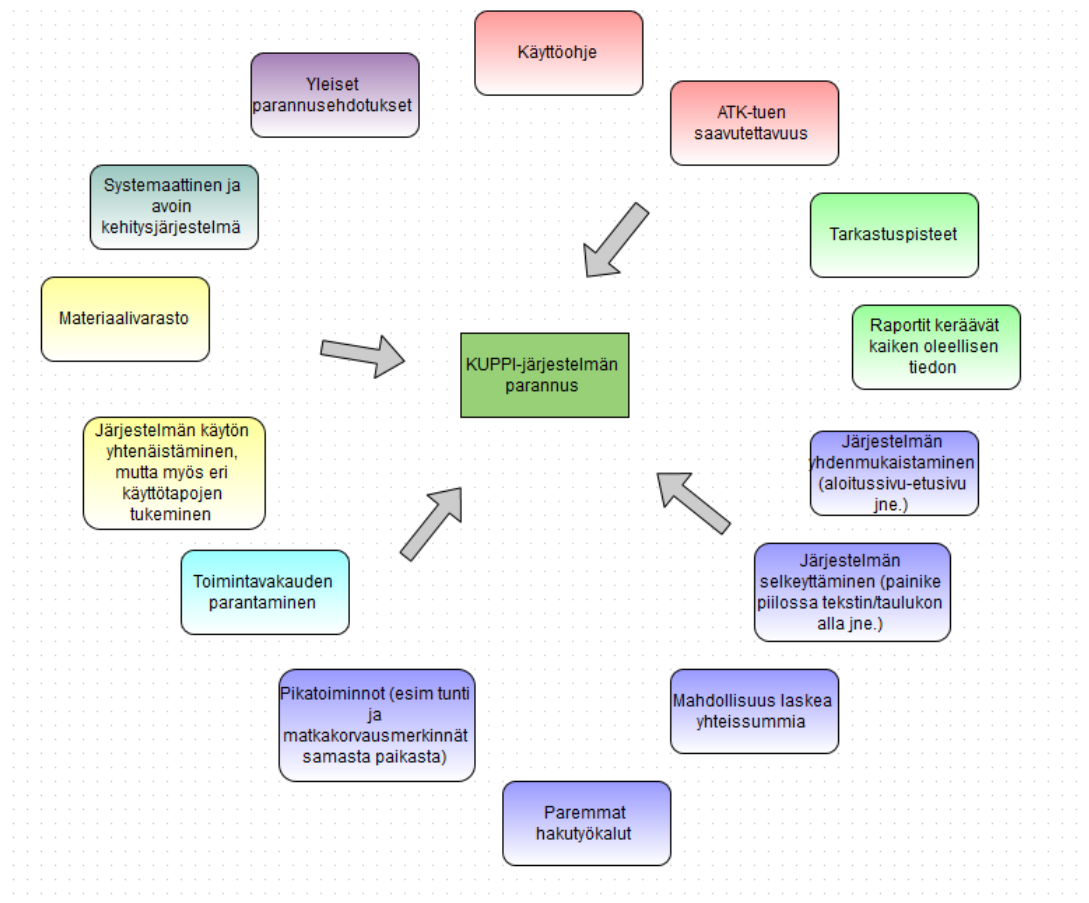 Käyttöohje
ATK-tuen
saavutettavuus
Yleiset
parannusehdotukset
Systemaattinen ja
avoin
kehitysjärjestelmä
Tarkastuspisteet
Materiaalivarasto
Raportit keräävät
kaiken oleellisen
tiedon
KUPPI-järjestelmän
parannus
Järjestelmän käytön
yhtenäistäminen,
mutta myös eri
käyttötapojen
tukeminen
Järjestelmän
yhdenmukaistaminen
(aloitussivu-etusivu
jne.)
Toimintavakauden
parantaminen
Järjestelmän
selkeyttäminen (painike
piilossa tekstin/taulukon
alla jne.)
Pikatoiminnot (esim tunti
ja
matkakorvausmerkinnät
samasta paikasta)
Mahdollisuus laskea
yhteissummia
Paremmat
hakutyökalut